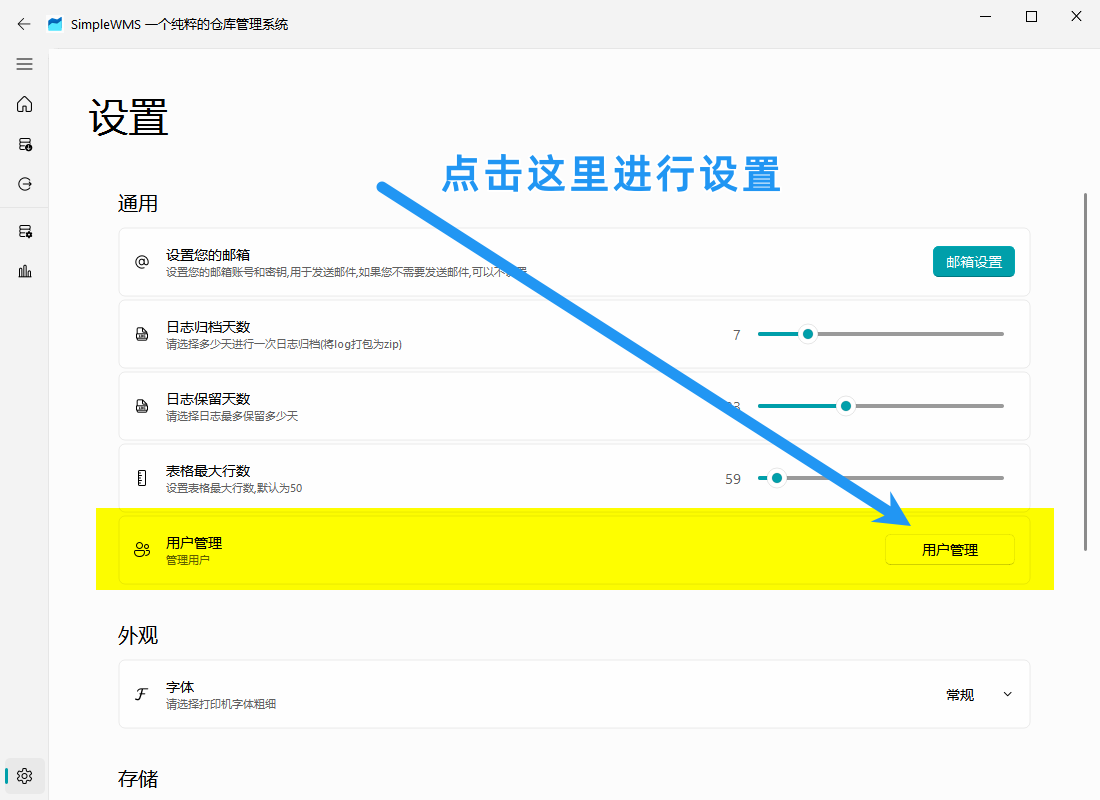 SimpleWMS 一个纯粹的仓库管理系统
设置
点击这里进行设置
通用
设置您的邮箱
设置您的邮箱账号和密钥,用于发送邮件,如果您不需要发送邮件,可以不设置
邮箱设置
日志归档天数
请选择多少天进行一次日志归档(将log打包为zip)
7
日志保留天数
请选择日志最多保留多少天
表格最大行数
设置表格最大行数,默认为50
59
用户管理
管理用户
用户管理
外观
字体
请选择打印机字体粗细
常规
存储